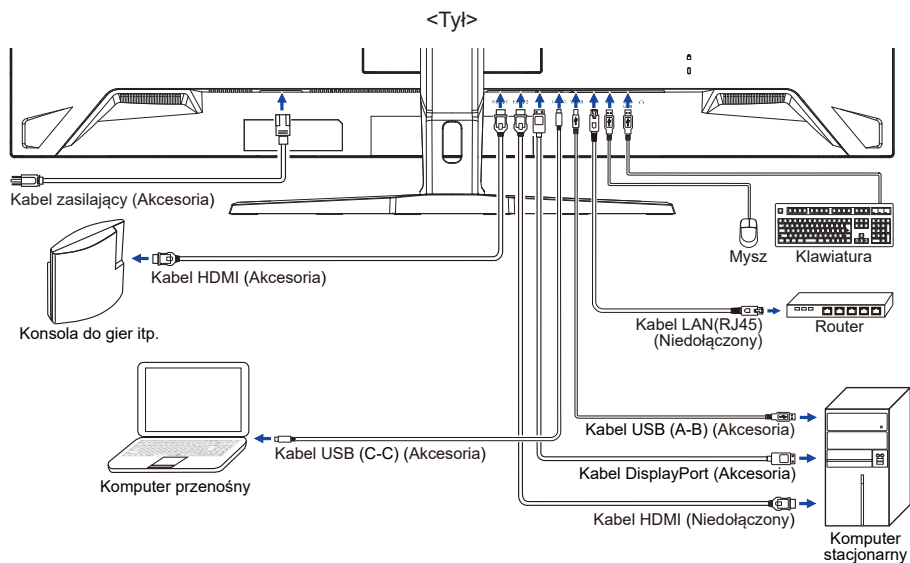 <Tył>
Kabel zasilający (Akcesoria)
Kabel HDMI (Akcesoria)
Mysz
Klawiatura
Konsola do gier itp.
Kabel LAN(RJ45)
(Niedołączony)
Router
Kabel USB (C-C) (Akcesoria)
Komputer przenośny
Kabel USB (A-B) (Akcesoria)
Kabel DisplayPort (Akcesoria)
Kabel HDMI (Niedołączony)
Komputer
stacjonarny